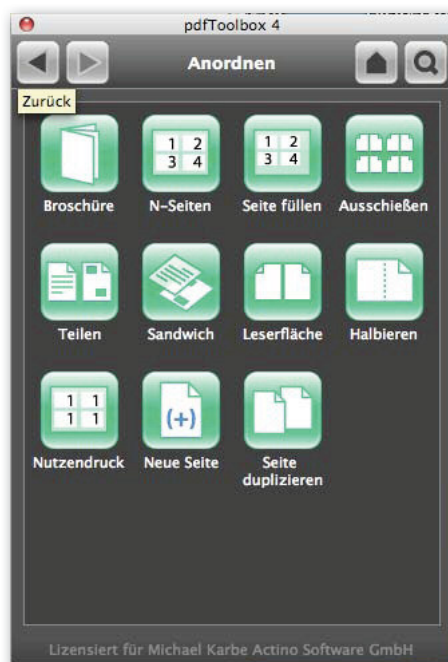 pdfToolbox 4
Anordnen
Zurück
1 2
3 4
1 2
3 4
Broschüre
N-Seiten
Seite füllen
Ausschießen
Teilen
Sandwich
Leserfläche
Halbieren
1 1
1 1
(+)
Nutzendruck
Neue Seite
Seite
duplizieren
Lizensiert für Michael Karbe Actino Software GmbH